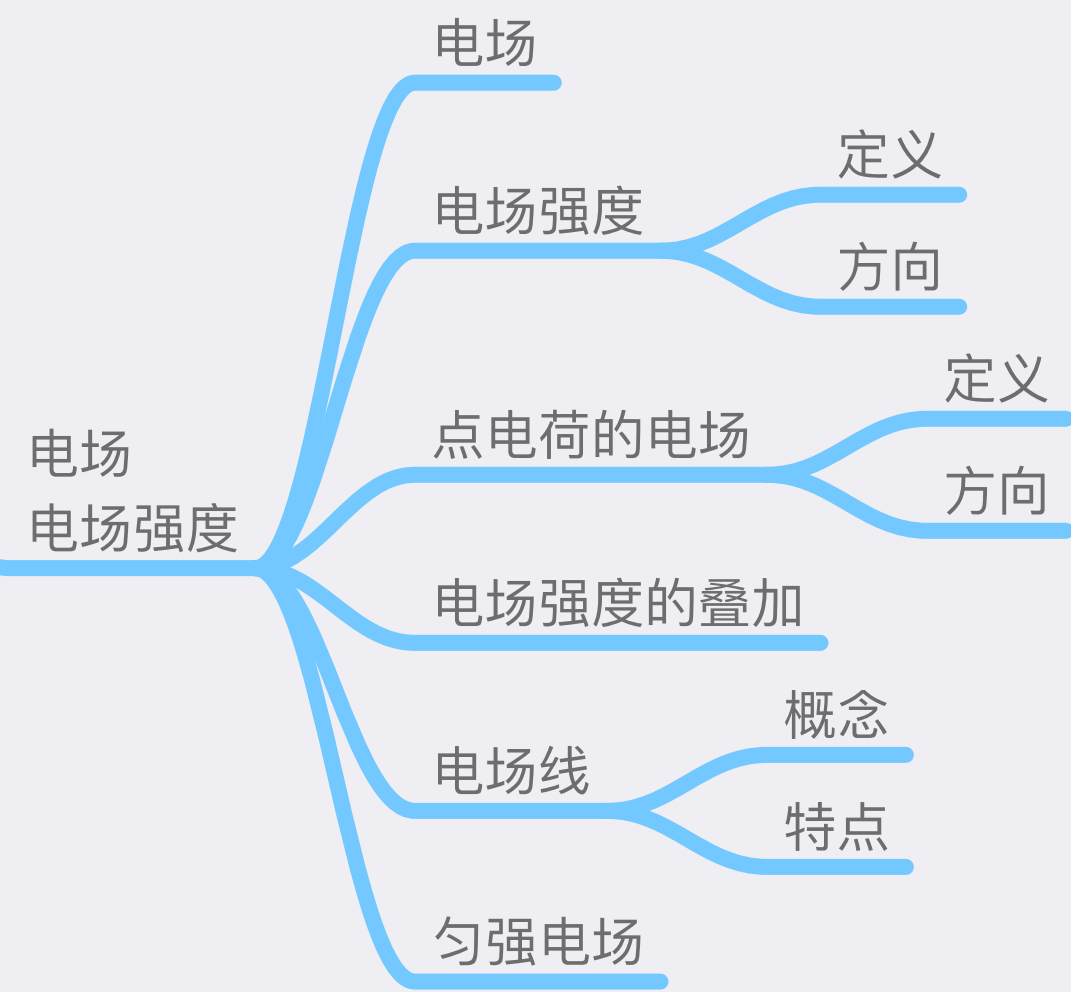 电场
电场强度
电场
电场强度
定义
方向
点电荷的电场
定义
方向
电场强度的叠加
电场线
概念
特点
匀强电场